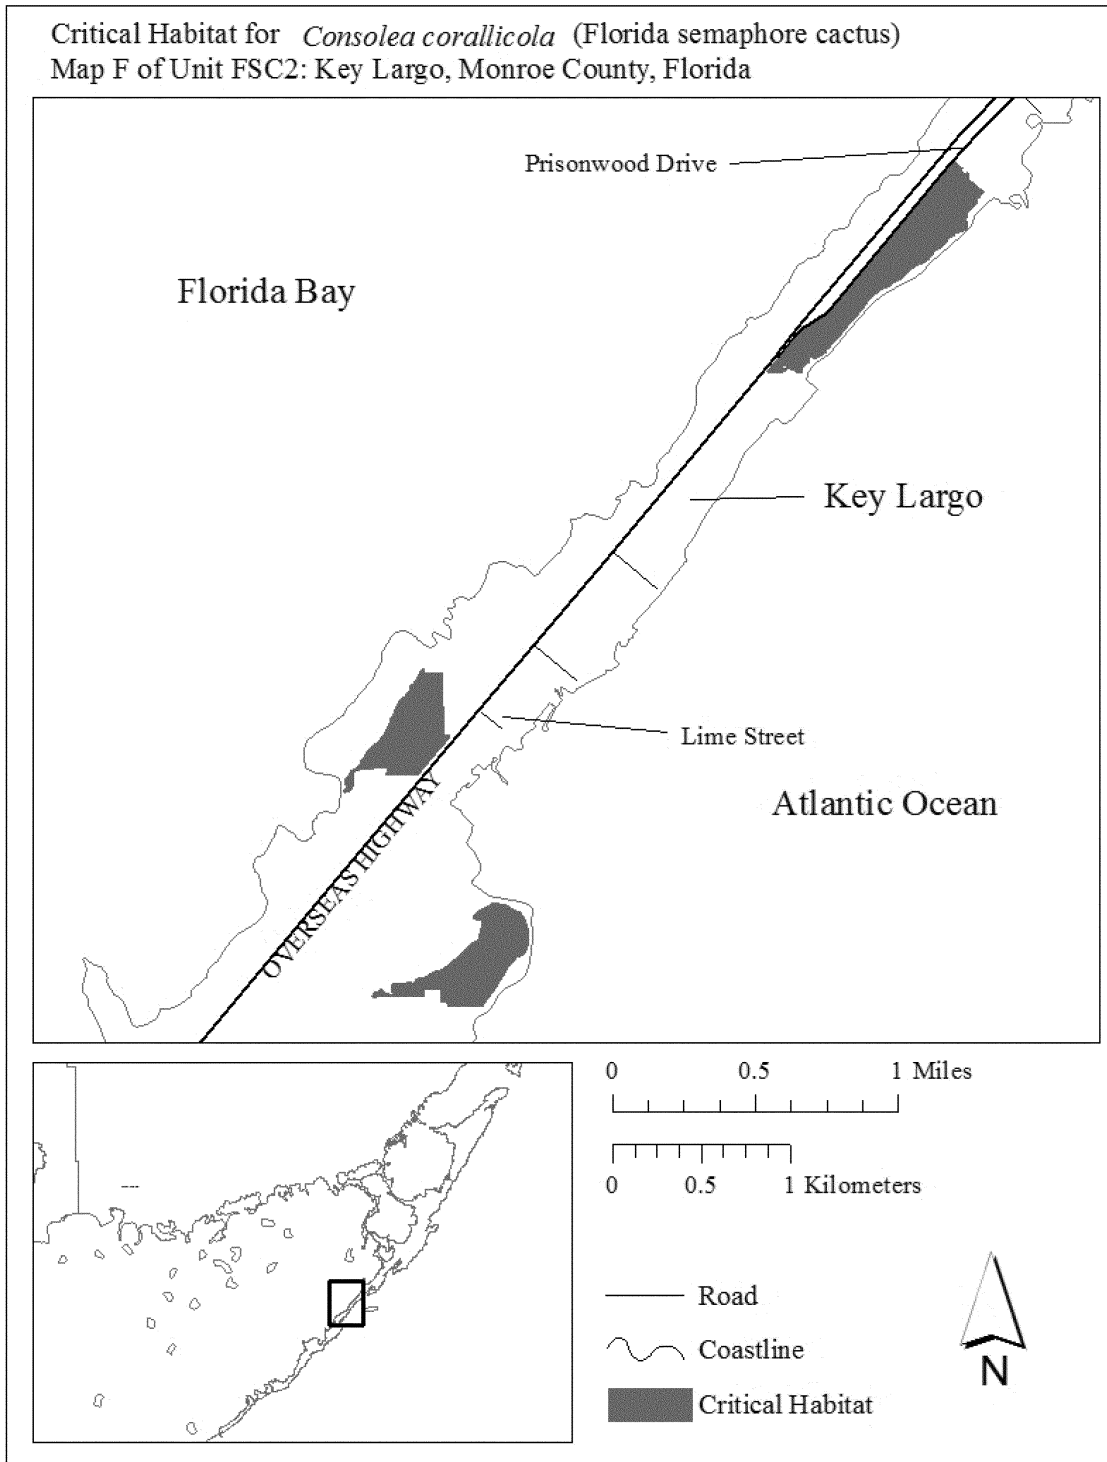 Critical Habitat for Consolea corallicola (Florida semaphore cactus)
Map F of Unit FSC2: Key Largo, Monroe County, Florida
Prisonwood Drive
Florida Bay
Key Largo
Lime Street
Atlantic Ocean
OVERSEAS HIGHWAY
0 0.5 1 Miles
0 0.5 1 Kilometers
Road
Coastline
Critical Habitat
N